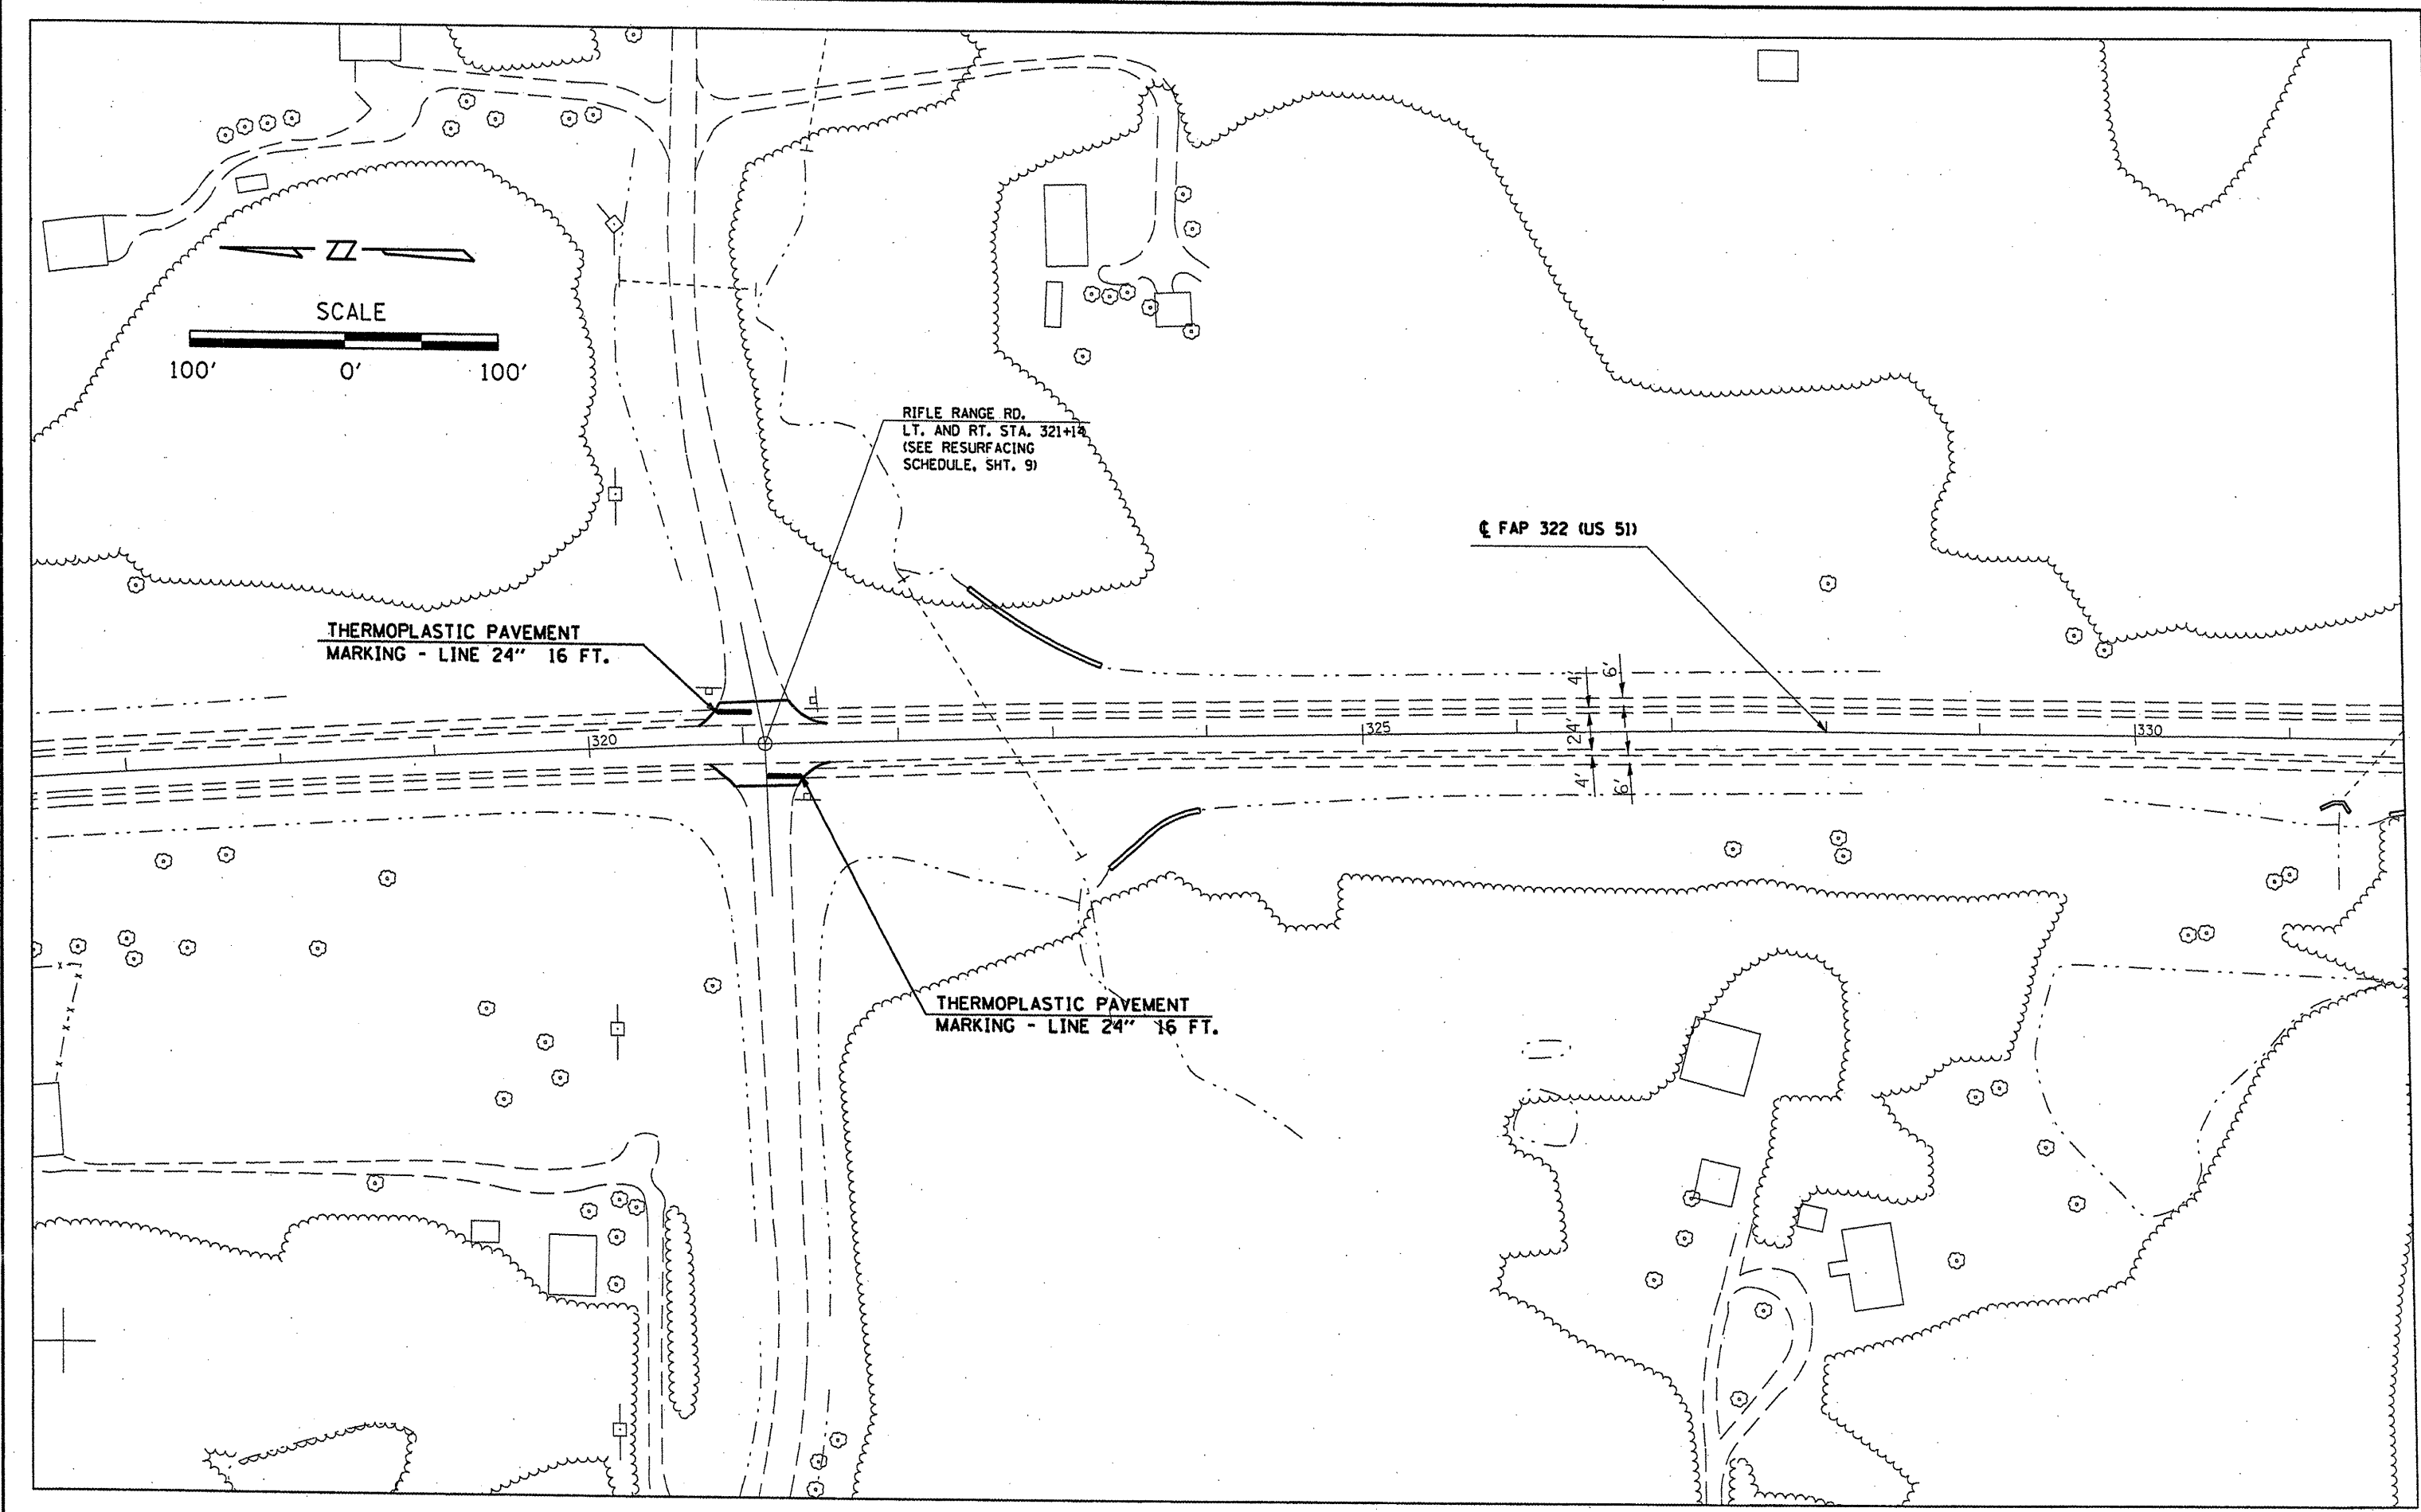 SCALE
100' 0' 100'
RIFLE RANGE RD.
LT. AND RT. STA.
(SEE RESURFACING
SCHEDULE, SHT. 9)
℄ FAP 322 (US 51)
THERMOPLASTIC PAVEMENT
MARKING - LINE 24" 16 FT.
4' 6'
320 325 24' 330
4' 6'
THERMOPLASTIC PAVEMENT
MARKING - LINE 24" 16 FT.